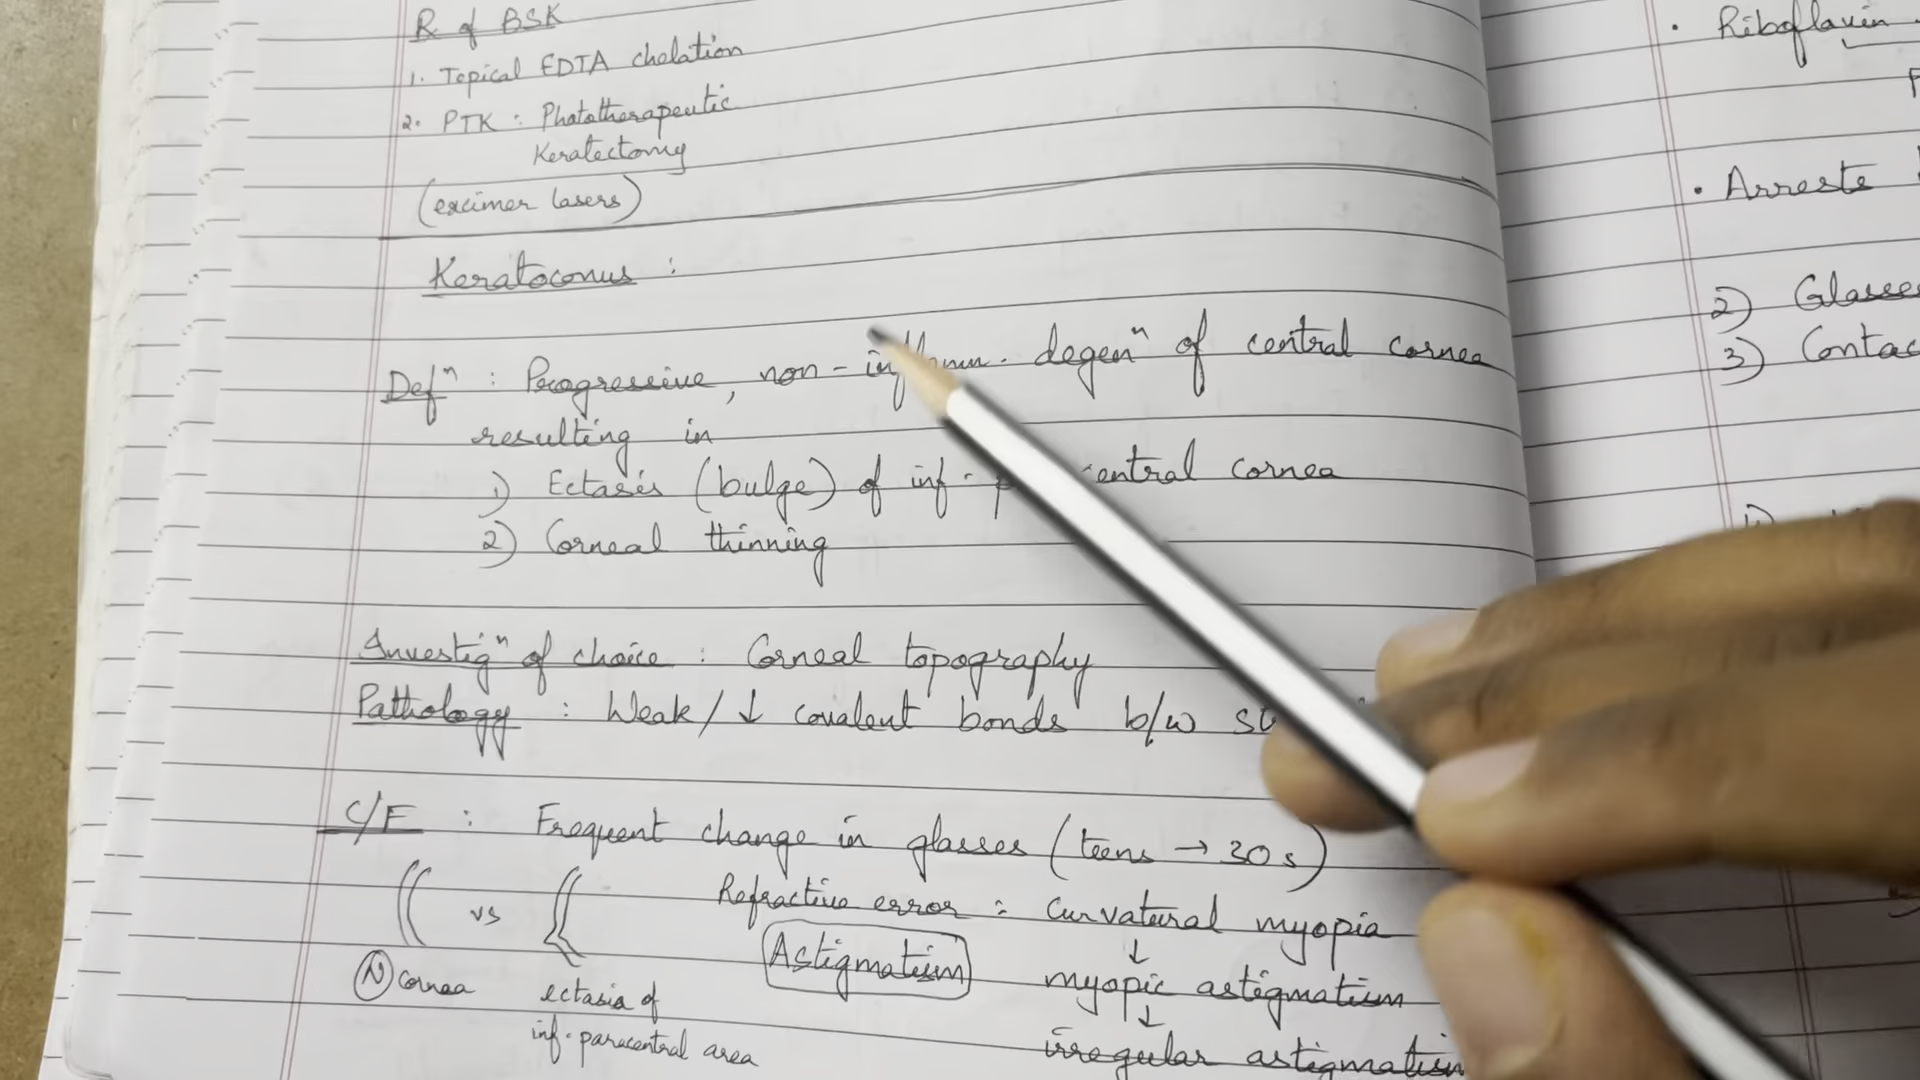 R of BSK
1. Topical EDTA chelation
2. PTK : Phototherapeutic
Keratectomy
(excimer lasers)
Keratoconus :
Defⁿ : Progressive, non-inflamm. degenⁿ of central cornea
resulting in
1) Ectasis (bulge) of inf. central cornea
2) Corneal thinning
Investigⁿ of choice : Corneal topography
Pathology : Weak/↓ covalent bonds b/w
C/F : Frequent change in glasses (teens → 30s)
vs
Refractive error : Curvatural myopia
↓
Astigmatism
myopic astigmatism
↓
irregular astigmatism
(N) cornea
ectasia of
inf. paracentral area
• Riboflavin
• Arrests
2) Glasses
3) Contac